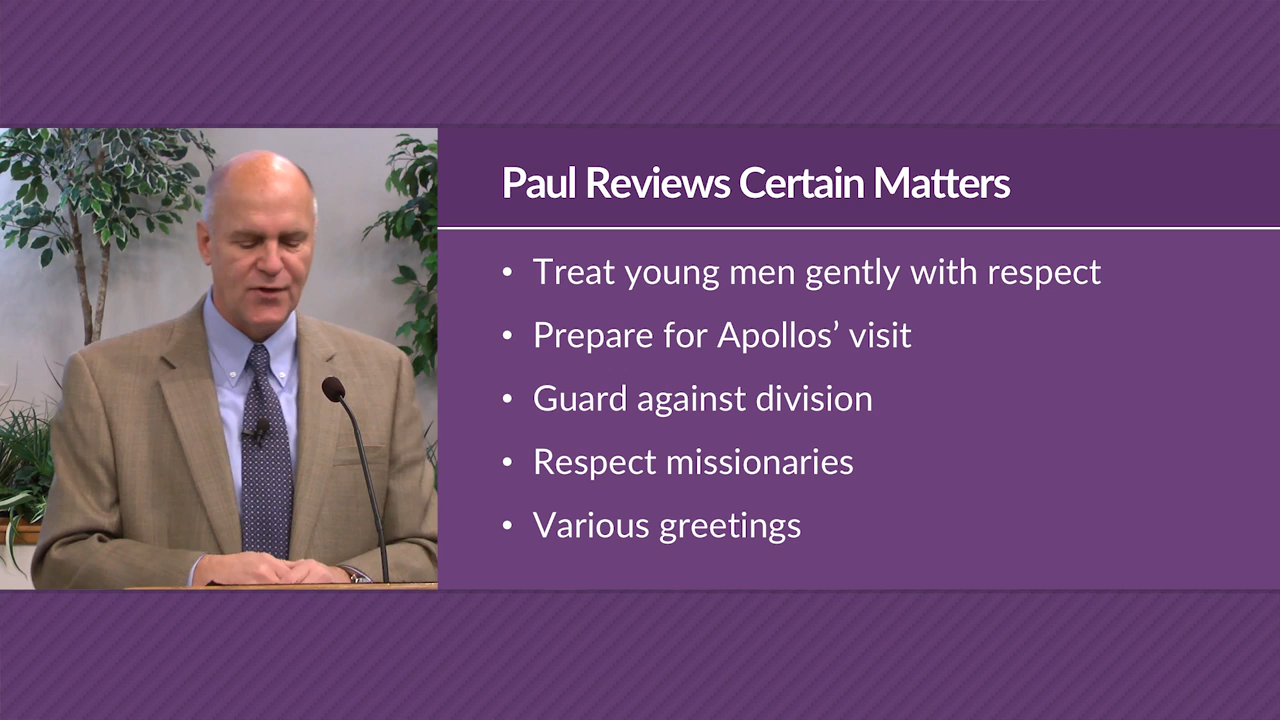 Paul Reviews Certain Matters
• Treat young men gently with respect
• Prepare for Apollos’ visit
• Guard against division
• Respect missionaries
• Various greetings